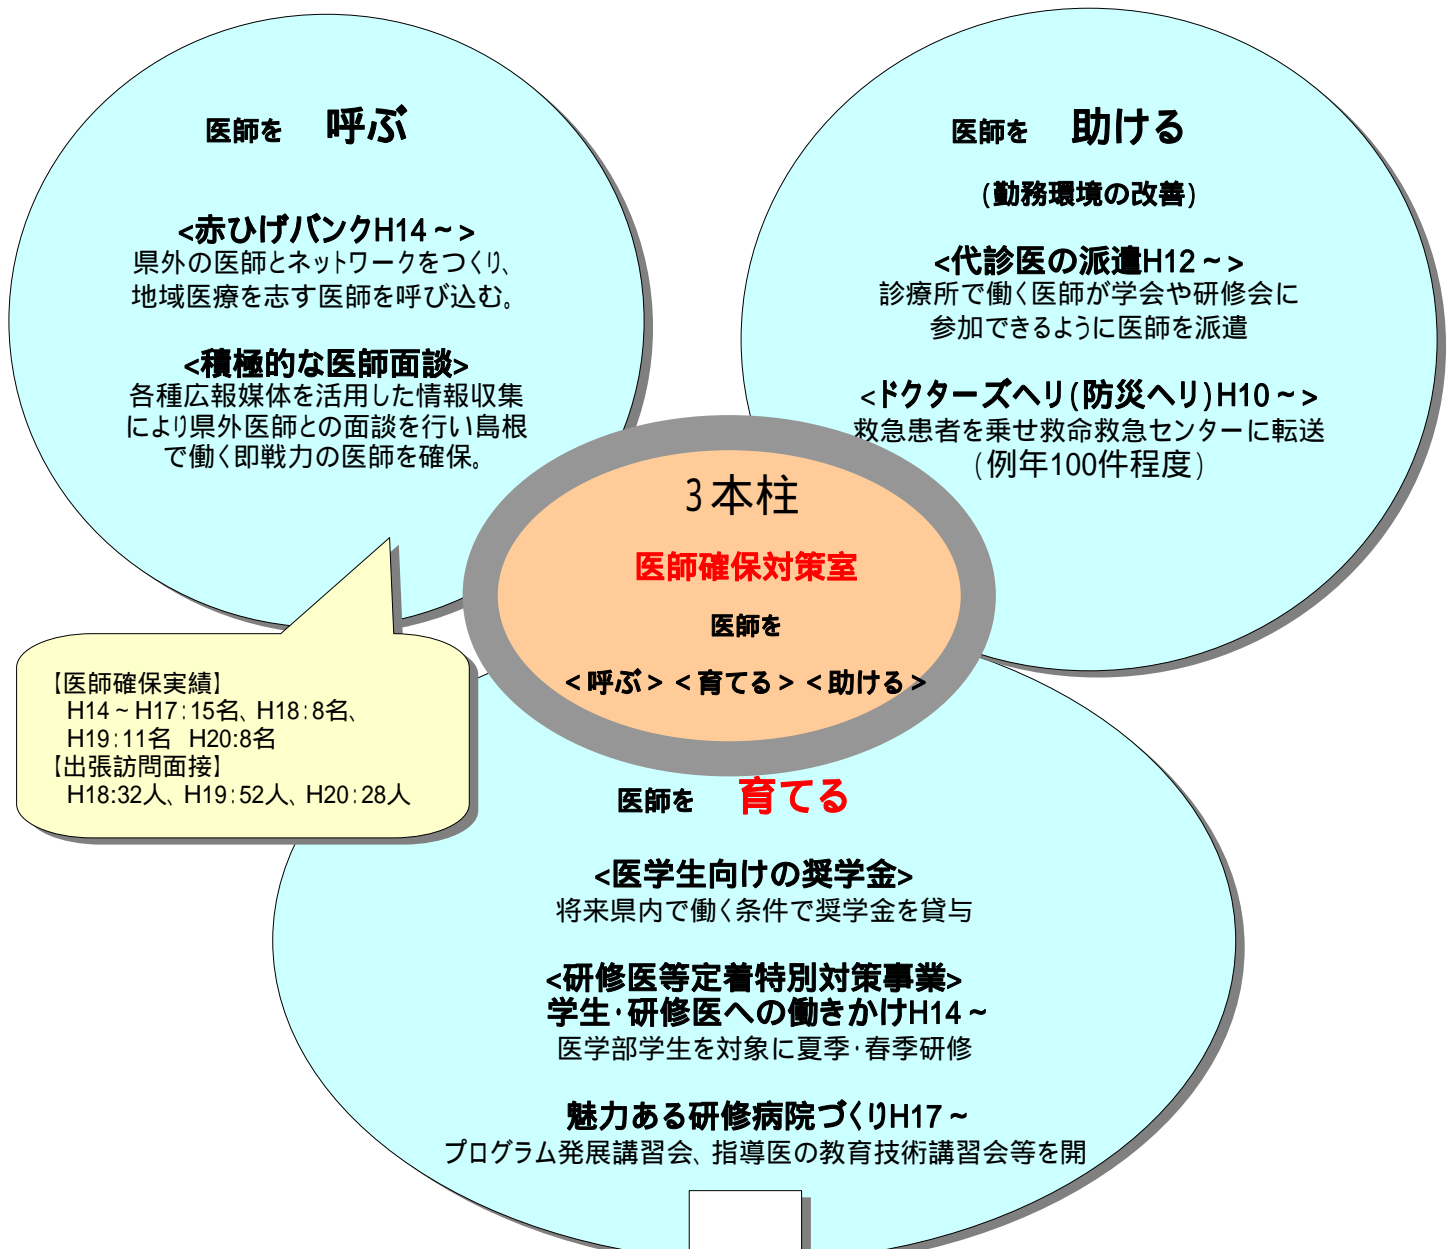 医師を 呼ぶ
<赤ひげバンクH14～>
県外の医師とネットワークをつくり、
地域医療を志す医師を呼び込む。
<積極的な医師面談>
各種広報媒体を活用した情報収集
により県外医師との面談を行い島根
で働く即戦力の医師を確保。
医師を 助ける
(勤務環境の改善)
<代診医の派遣H12～>
診療所で働く医師が学会や研修会に
参加できるように医師を派遣
<ドクターズヘリ(防災ヘリ)H10～>
救急患者を乗せ救命救急センターに転送
(例年100件程度)
3本柱
医師確保対策室
医師を
<呼ぶ><育てる><助ける>
【医師確保実績】
H14～H17:15名、H18:8名、
H19:11名 H20:8名
【出張訪問面接】
H18:32人、H19:52人、H20:28人
医師を 育てる
<医学生向けの奨学金>
将来県内で働く条件で奨学金を貸与
<研修医等定着特別対策事業>
学生・研修医への働きかけH14～
医学部学生を対象に夏季・春季研修
魅力ある研修病院づくりH17～
プログラム発展講習会、指導医の教育技術講習会等を開